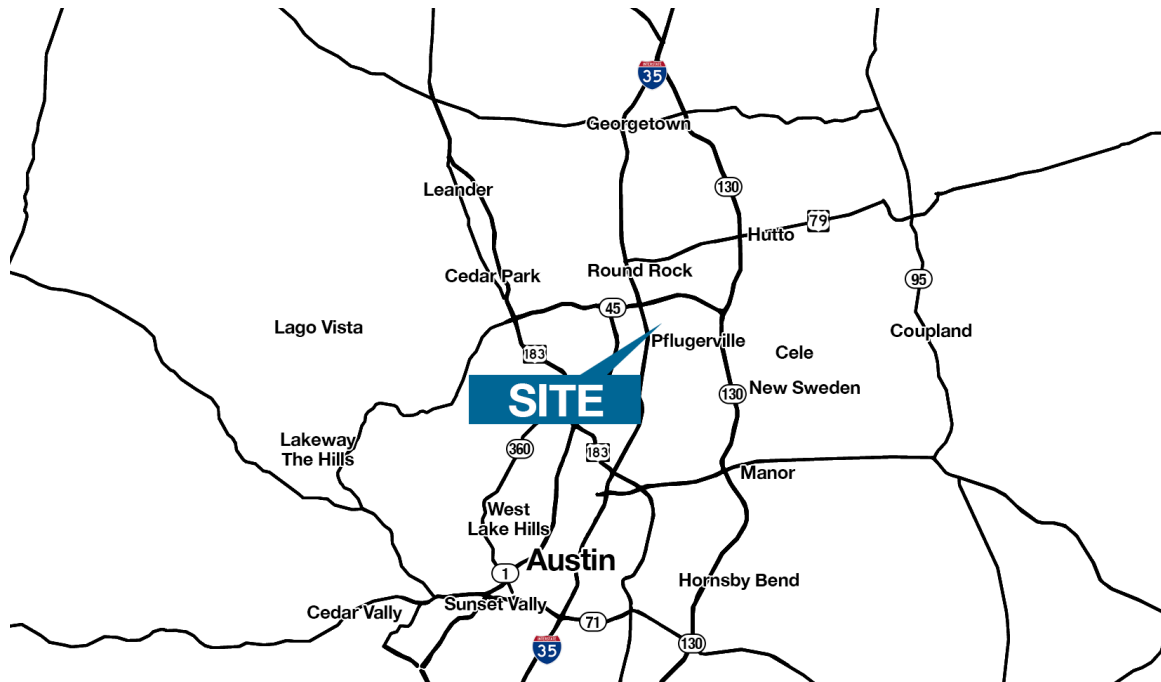 35
Georgetown
130
Leander
79
Hutto
Round Rock
Cedar Park
95
45
Lago Vista
Coupland
Pflugerville
183
Cele
New Sweden
130
SITE
Lakeway
The Hills
360
183
Manor
West
Lake Hills
Austin
1
Hornsby Bend
Sunset Vally
Cedar Vally
71
130
35